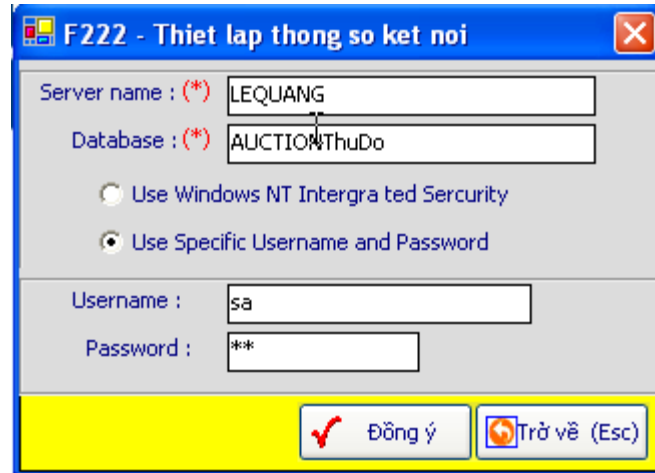 F222 - Thiet lap thong so ket noi
Server name : (*) LEQUANG
Database : (*) AUCTIONThuDo
Use Windows NT Intergra ted Sercurity
Use Specific Username and Password
Username : sa
Password : **
Đồng ý Trở về (Esc)